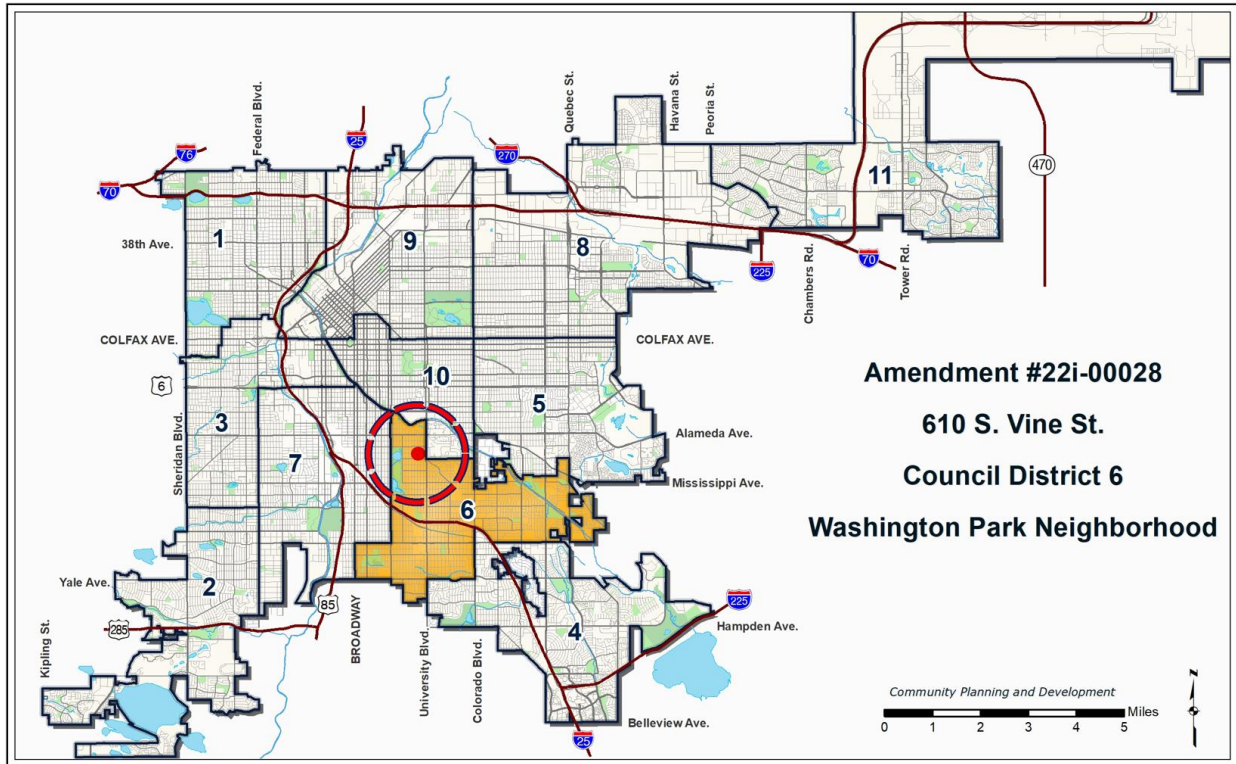 Federal Blvd.
Quebec St.
Havana St.
Peoria St.
76
25
270
70
470
11
38th Ave.
1
9
8
225
70
Chambers Rd.
Tower Rd.
COLFAX AVE.
COLFAX AVE.
6
10
5
Sheridan Blvd.
3
7
Alameda Ave.
Mississippi Ave.
6
Amendment #22i-00028
610 S. Vine St.
Council District 6
Washington Park Neighborhood
Yale Ave.
2
85
285
BROADWAY
University Blvd.
Colorado Blvd.
4
225
Hampden Ave.
Kipling St.
Belleview Ave.
25
Community Planning and Development
Miles
0 1 2 3 4 5
N